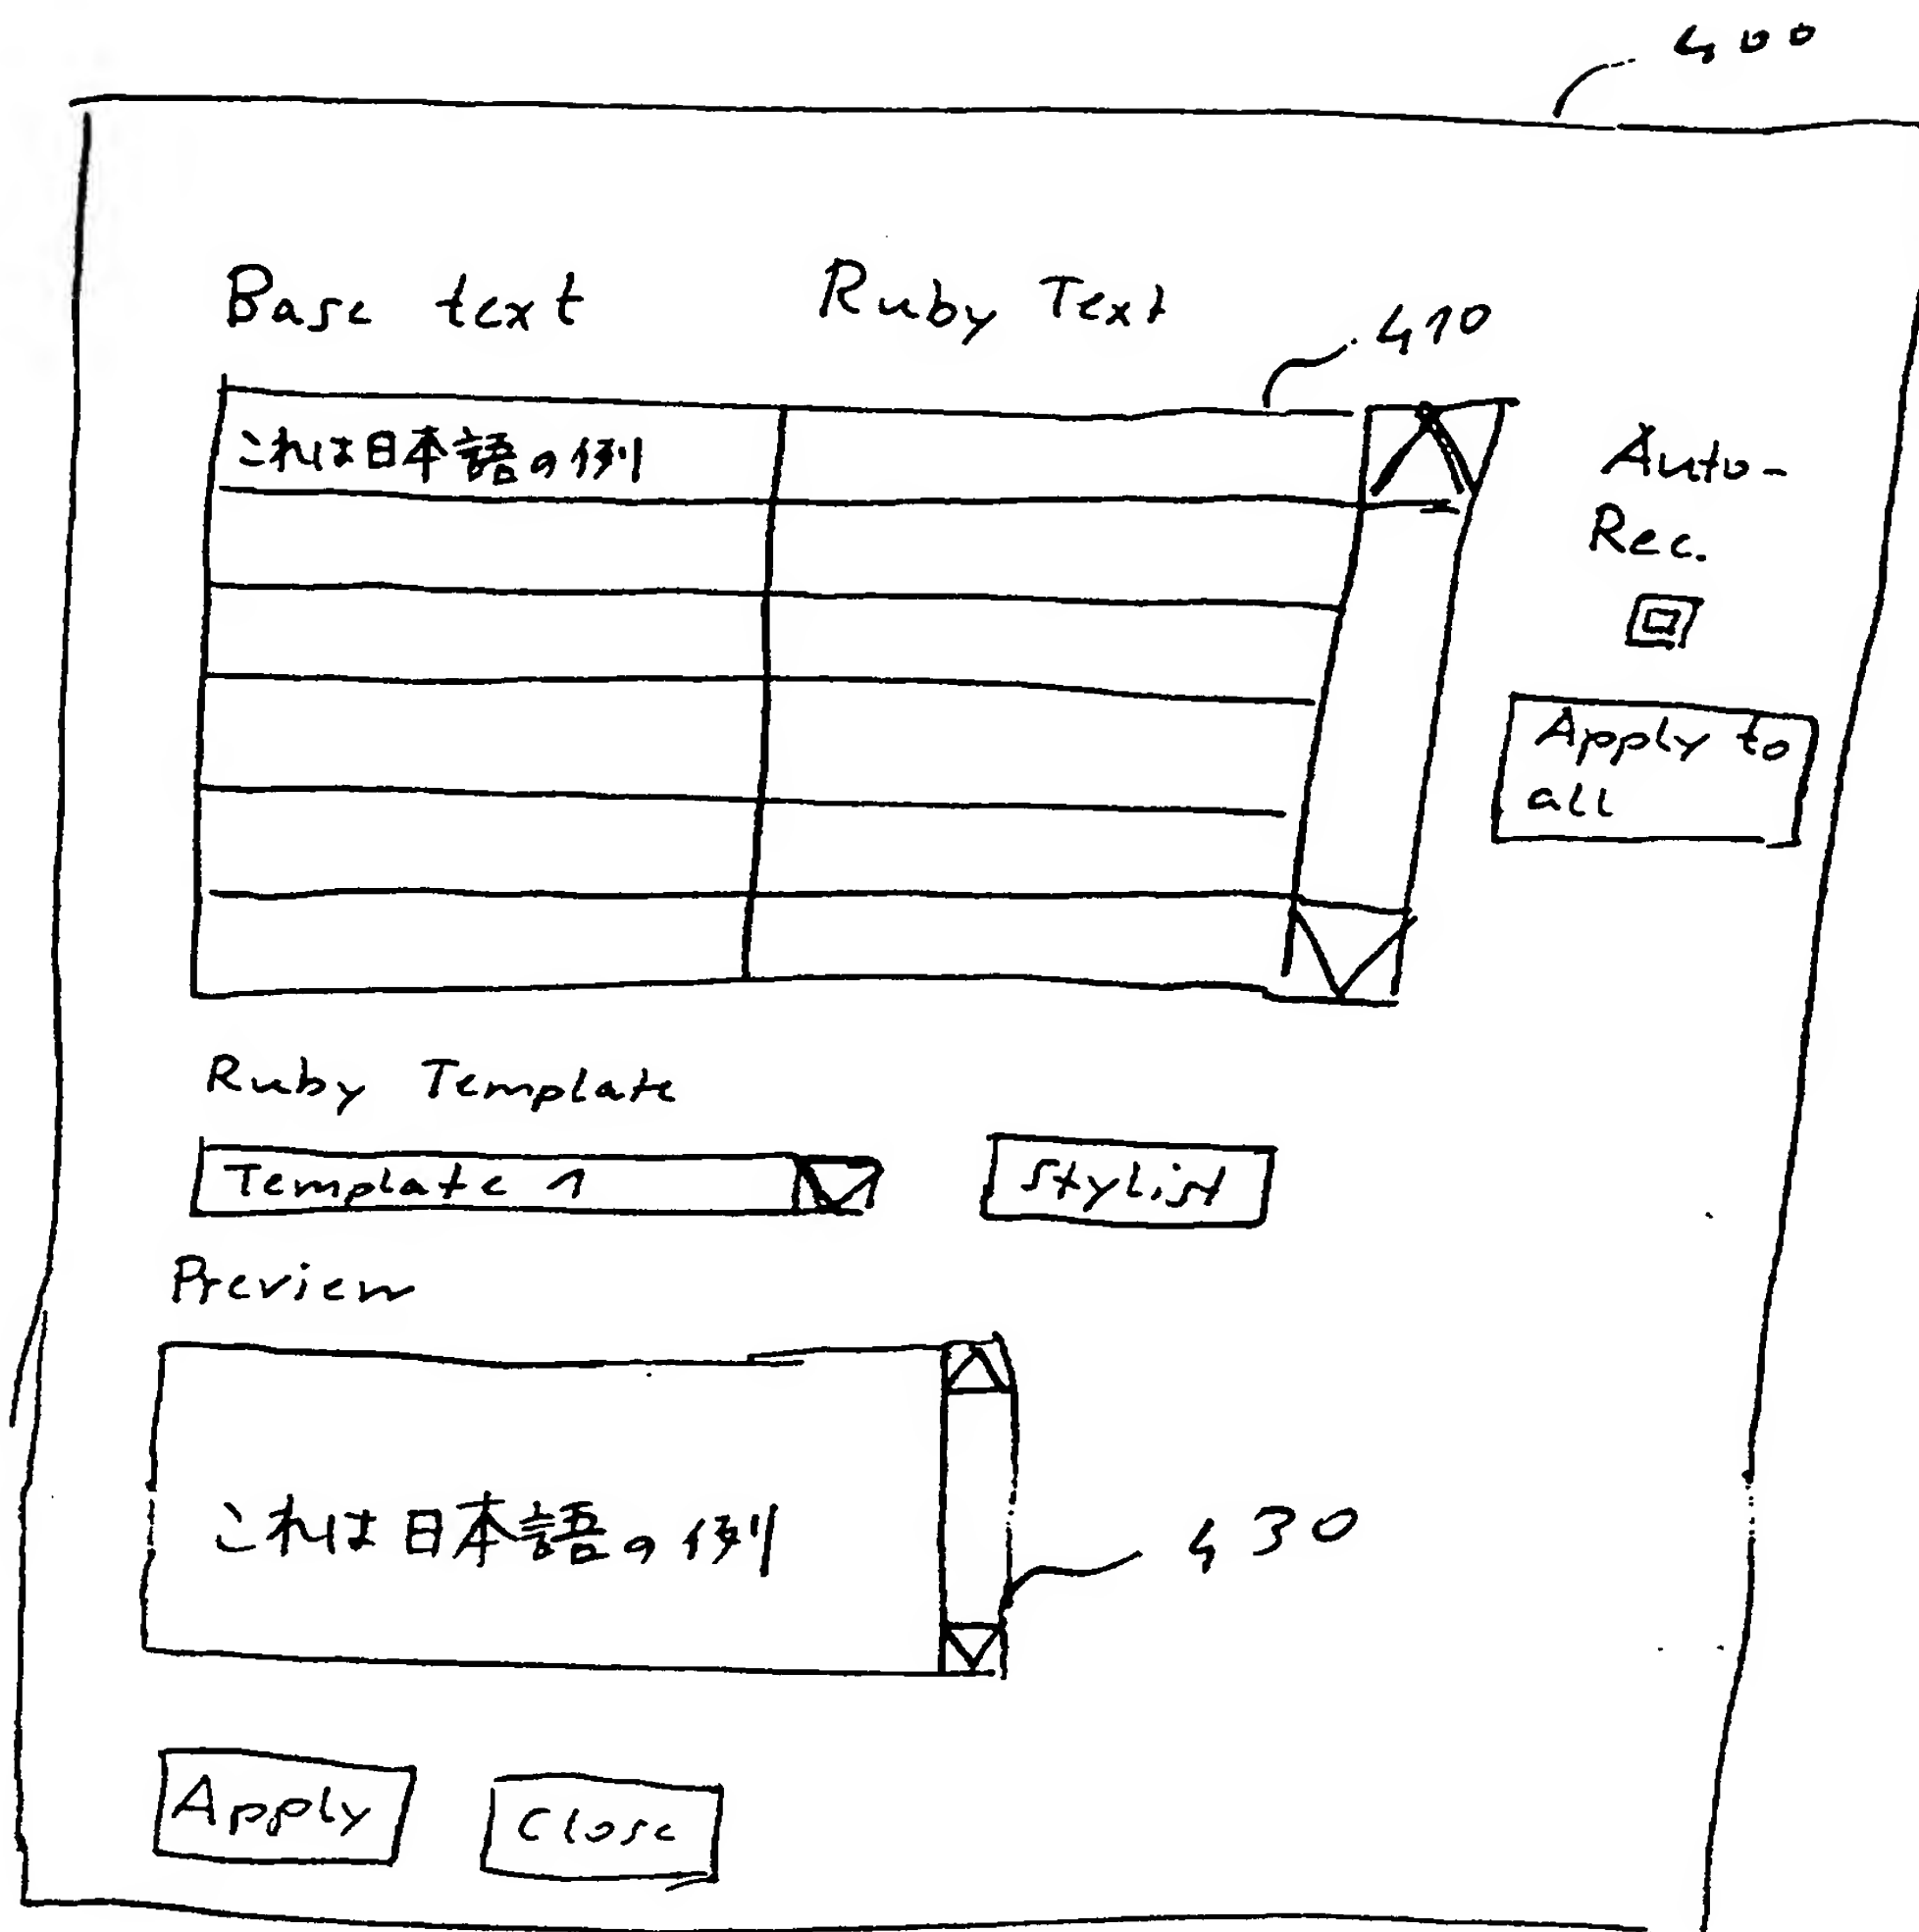 400
Base text Ruby Text
410
これは日本語の例
Auto-
Rec.
Apply to
all
Ruby Template
Template 1
Stylist
Preview
これは日本語の例
430
Apply
Close